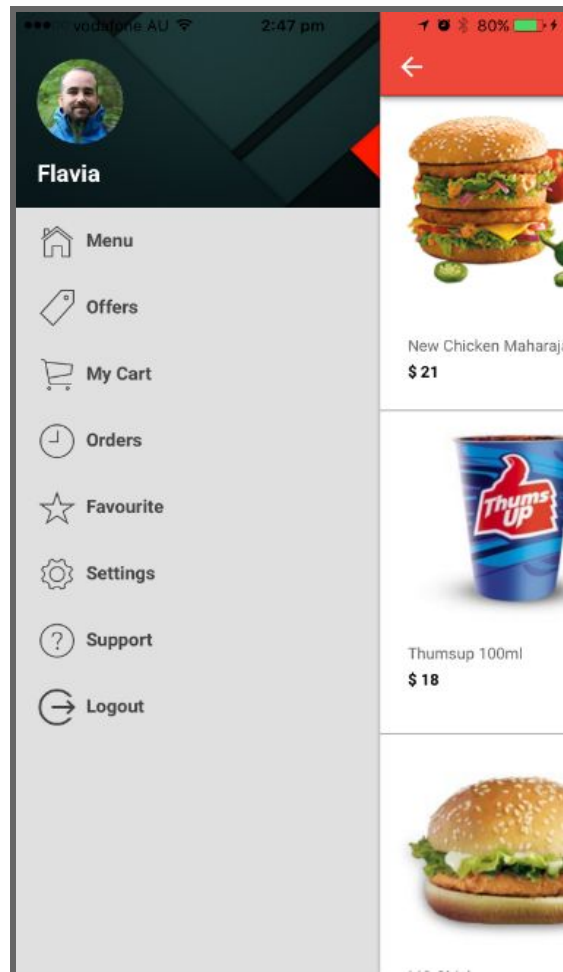 vodafone AU
2:47 pm
80%
Flavia
Menu
Offers
My Cart
Orders
Favourite
Settings
Support
Logout
New Chicken Maharaj
$ 21
Thums
UP
Thumsup 100ml
$ 18